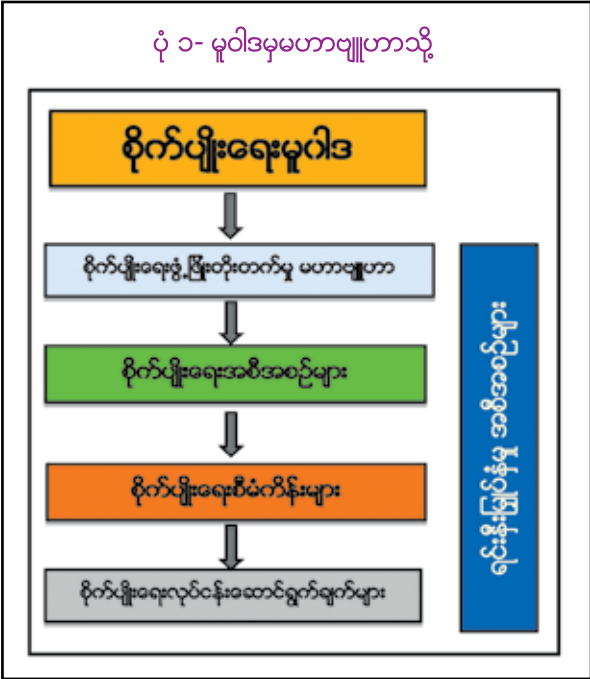 ပုံ ၁- မူဝါဒမှမဟာဗျူဟာသို့
စိုက်ပျိုးရေးမူဝါဒ
စိုက်ပျိုးရေးဖွံ့ဖြိုးတိုးတက်မှု မဟာဗျူဟာ
စိုက်ပျိုးရေးအစီအစဉ်များ
စိုက်ပျိုးရေးစီမံကိန်းများ
စိုက်ပျိုးရေးလုပ်ငန်းဆောင်ရွက်ချက်များ
ရင်းနှီးမြှုပ်နှံမှု အစီအစဉ်များ